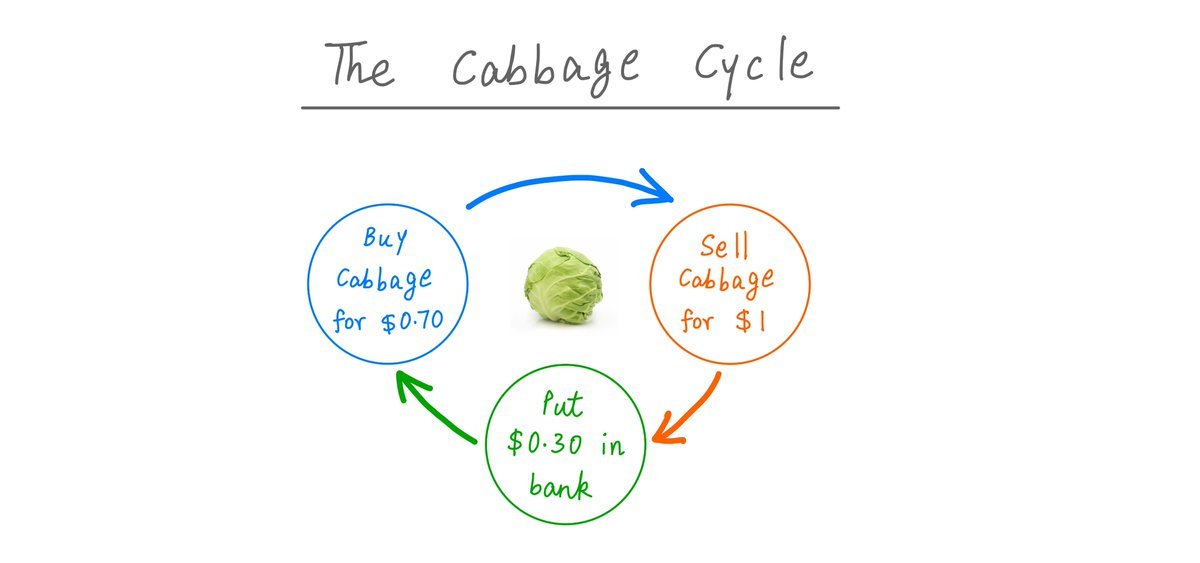 The Cabbage Cycle
Buy
Cabbage
for $0.70
Sell
Cabbage
for $1
Put
$0.30 in
bank